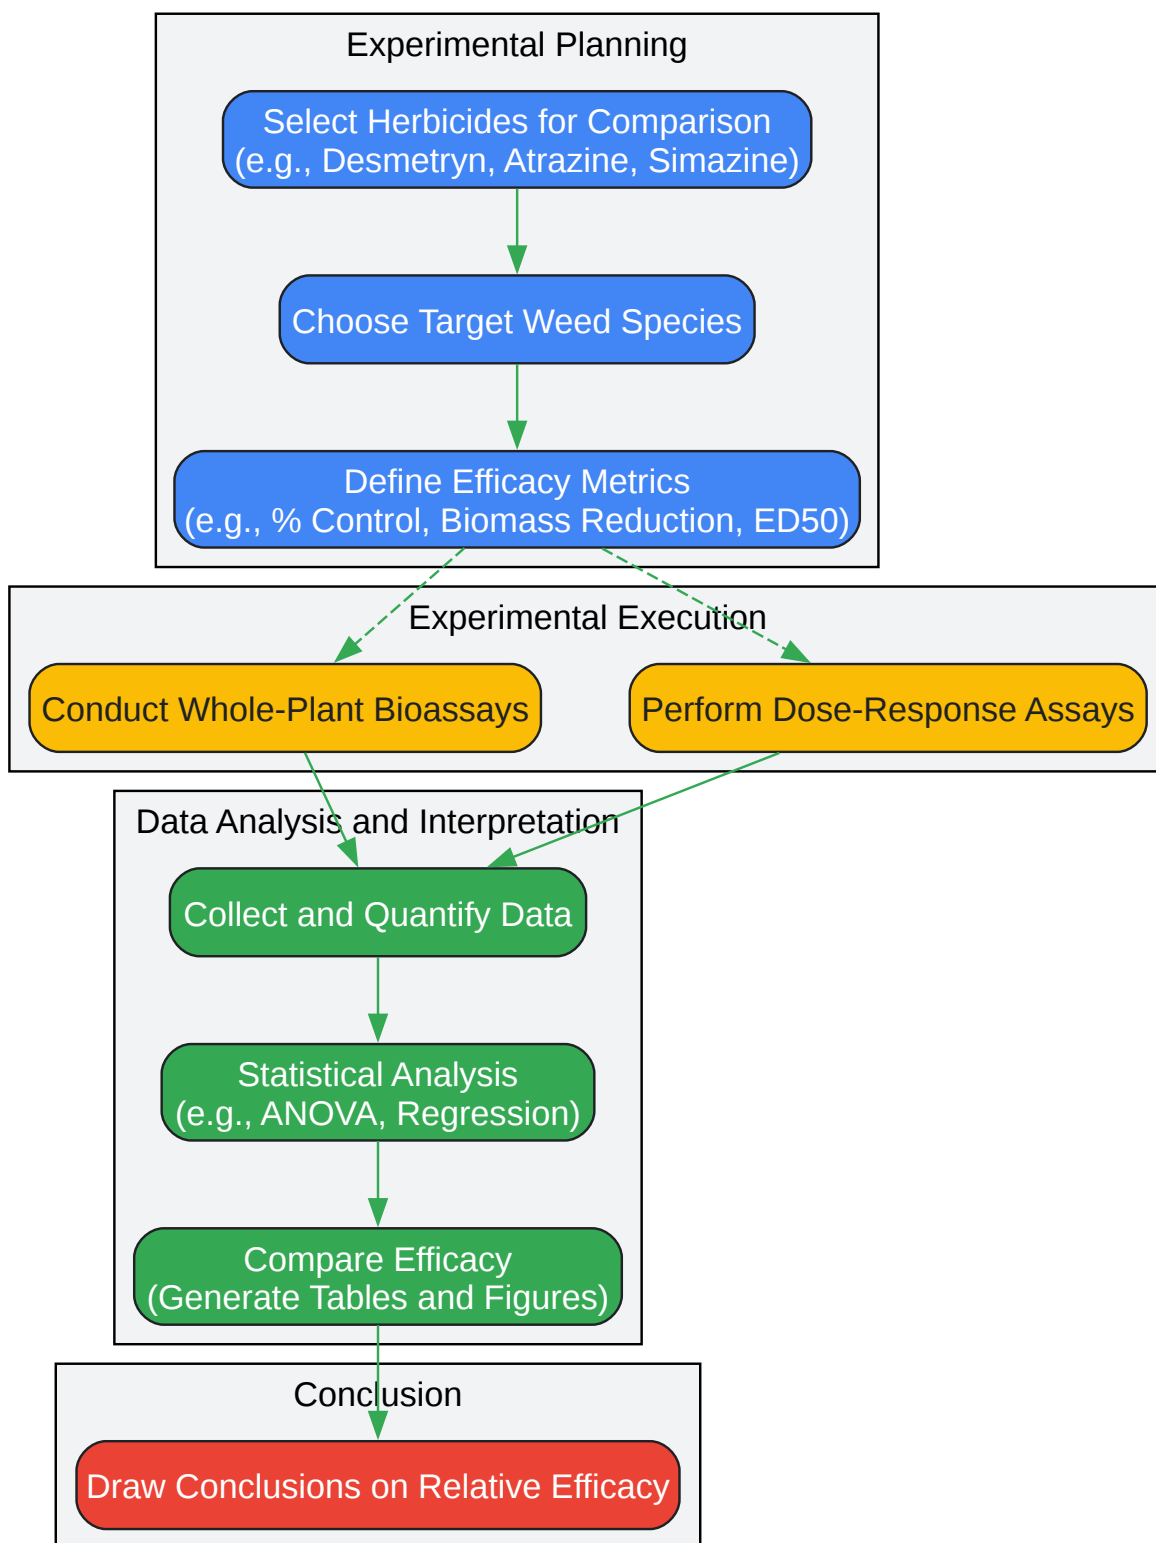 Experimental Planning
Select Herbicides for Comparison
(e.g., Desmetryn, Atrazine, Simazine)
Choose Target Weed Species
Define Efficacy Metrics
(e.g., % Control, Biomass Reduction, ED50)
Experimental Execution
Conduct Whole-Plant Bioassays
Perform Dose-Response Assays
Data Analysis and Interpretation
Collect and Quantify Data
Statistical Analysis
(e.g., ANOVA, Regression)
Compare Efficacy
(Generate Tables and Figures)
Conclusion
Draw Conclusions on Relative Efficacy